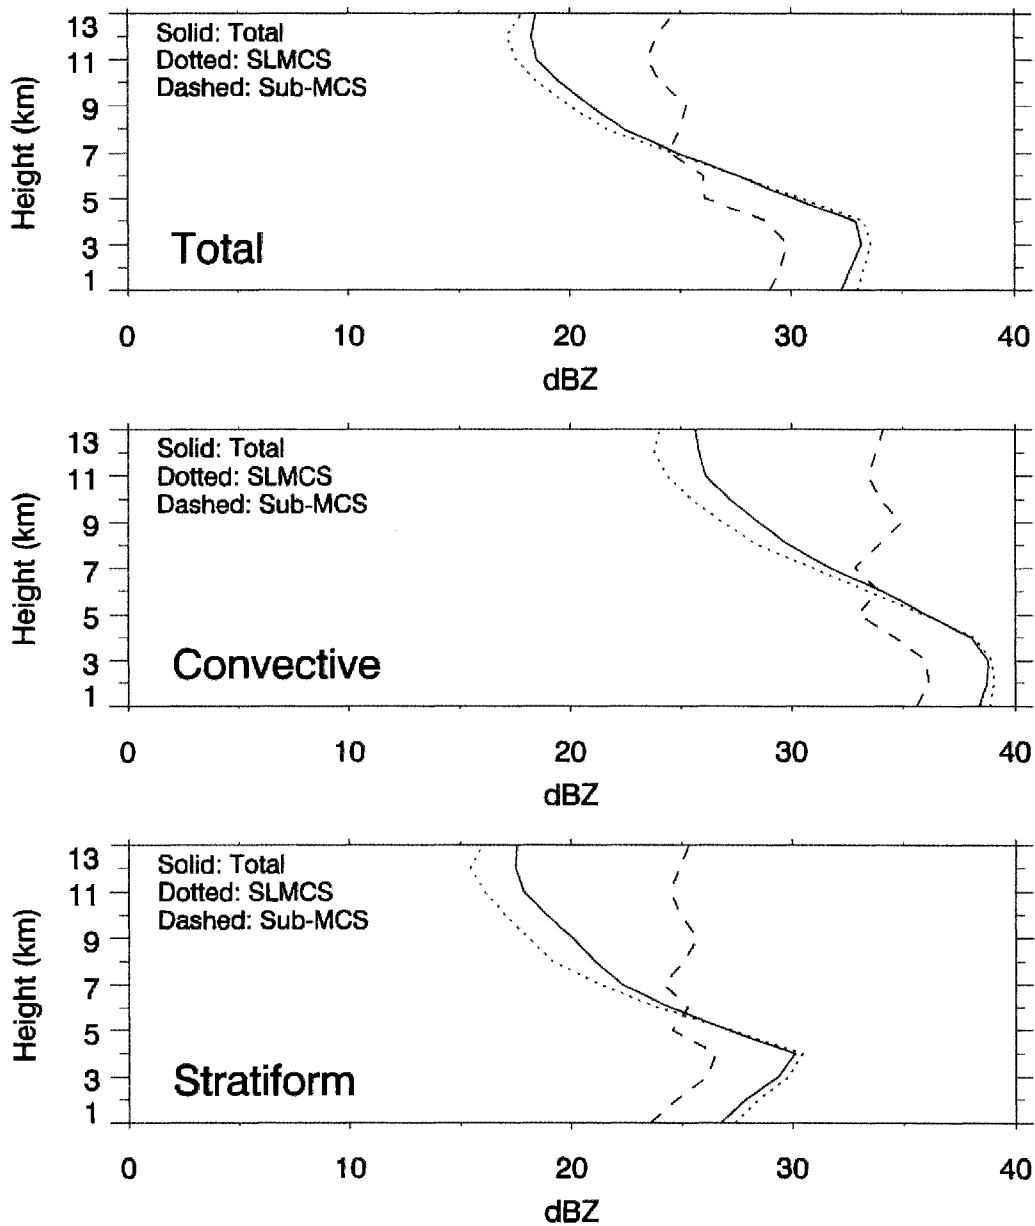 13
11
9
7
5
3
1
Height (km)
Solid: Total
Dotted: SLMCS
Dashed: Sub-MCS
Total
0 10 20 30 40
dBZ
13
11
9
7
5
3
1
Height (km)
Solid: Total
Dotted: SLMCS
Dashed: Sub-MCS
Convective
0 10 20 30 40
dBZ
13
11
9
7
5
3
1
Height (km)
Solid: Total
Dotted: SLMCS
Dashed: Sub-MCS
Stratiform
0 10 20 30 40
dBZ